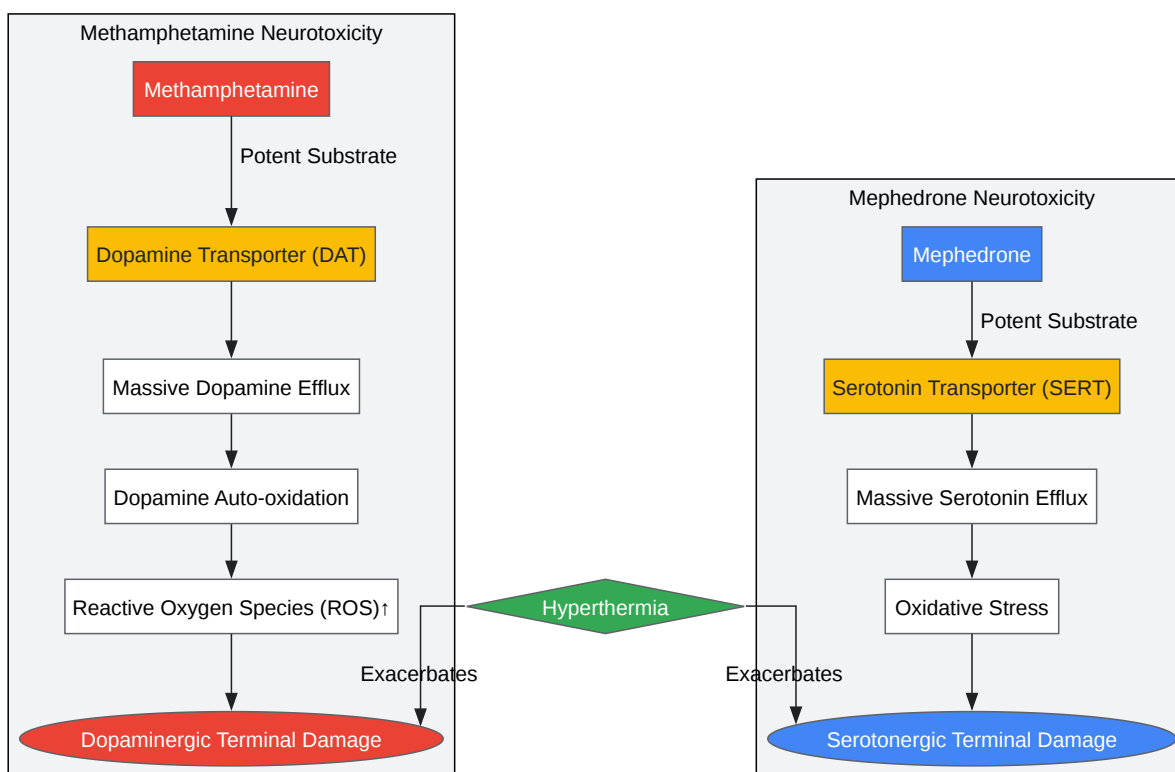 Methamphetamine Neurotoxicity
Methamphetamine
Potent Substrate
Dopamine Transporter (DAT)
Massive Dopamine Efflux
Dopamine Auto-oxidation
Reactive Oxygen Species (ROS)↑
Dopaminergic Terminal Damage
Hyperthermia
Exacerbates
Exacerbates
Mephedrone Neurotoxicity
Mephedrone
Potent Substrate
Serotonin Transporter (SERT)
Massive Serotonin Efflux
Oxidative Stress
Serotonergic Terminal Damage